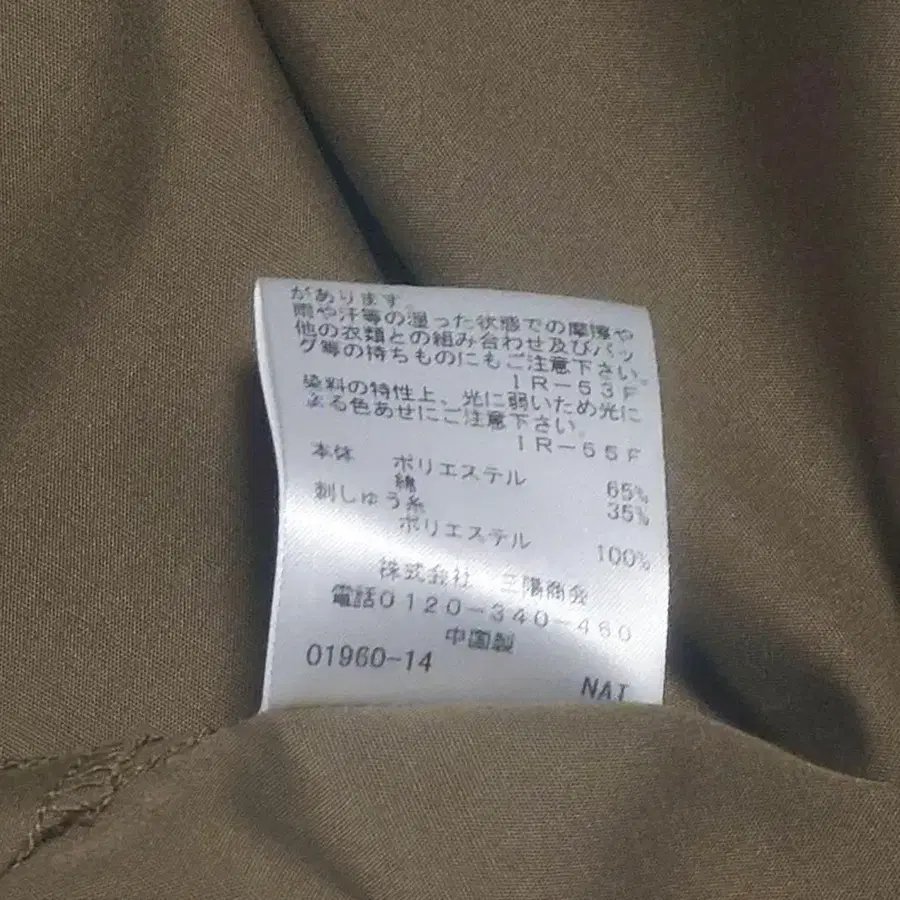 があります。
雨や汗等の湿った状態での摩擦や
他の衣類との組み合わせ及びバッ
グ等の持ちものにもご注意下さい。
IR-53F
染料の特性上、光に弱いため光に
よる色あせにご注意下さい。
IR-55F
本体 ポリエステル 65%
綿 35%
刺しゅう糸
ポリエステル 100%
株式会社 三陽商会
電話0120-340-460
中国製
01960-14
NAT